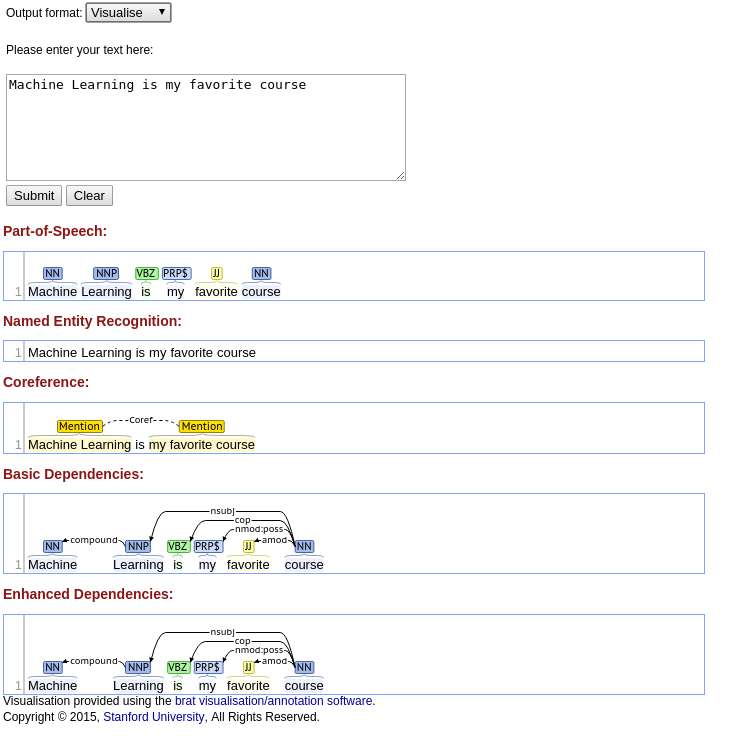 Output format: Visualise
Please enter your text here:
Machine Learning is my favorite course
Submit Clear
Part-of-Speech:
NN NNP VBZ PRP$ JJ NN
1 Machine Learning is my favorite course
Named Entity Recognition:
1 Machine Learning is my favorite course
Coreference:
Mention Coref Mention
1 Machine Learning is my favorite course
Basic Dependencies:
nsubj
cop
nmod:poss
NN compound NNP VBZ PRP$ JJ amod NN
1 Machine Learning is my favorite course
Enhanced Dependencies:
nsubj
cop
nmod:poss
NN compound NNP VBZ PRP$ JJ amod NN
1 Machine Learning is my favorite course
Visualisation provided using the brat visualisation/annotation software.
Copyright © 2015, Stanford University, All Rights Reserved.